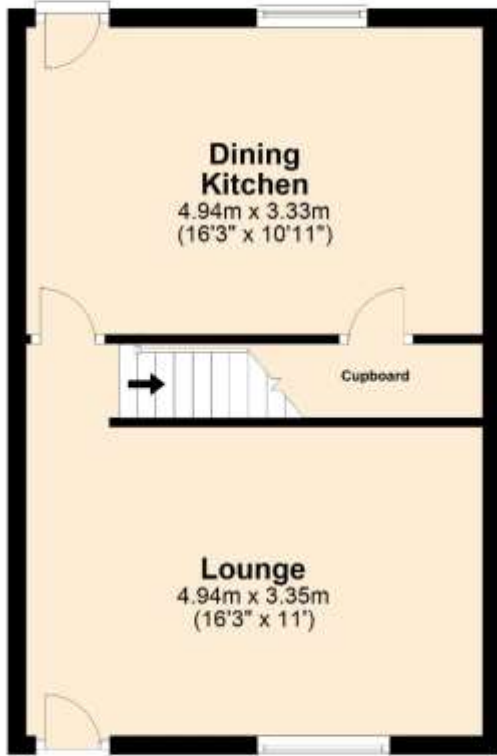 Dining
Kitchen
4.94m x 3.33m
(16'3" x 10'11")
Cupboard
Lounge
4.94m x 3.35m
(16'3" x 11')